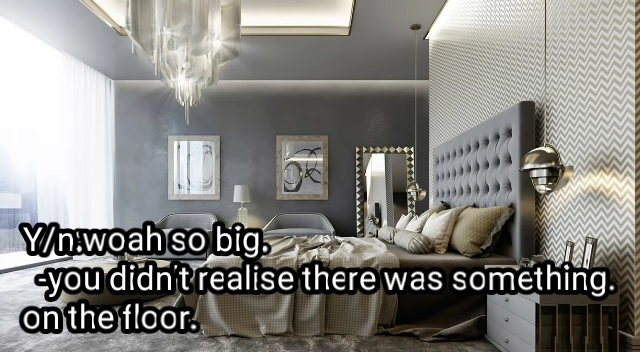 Y/n:woah so big.
-you didn't realise there was something.
on the floor.